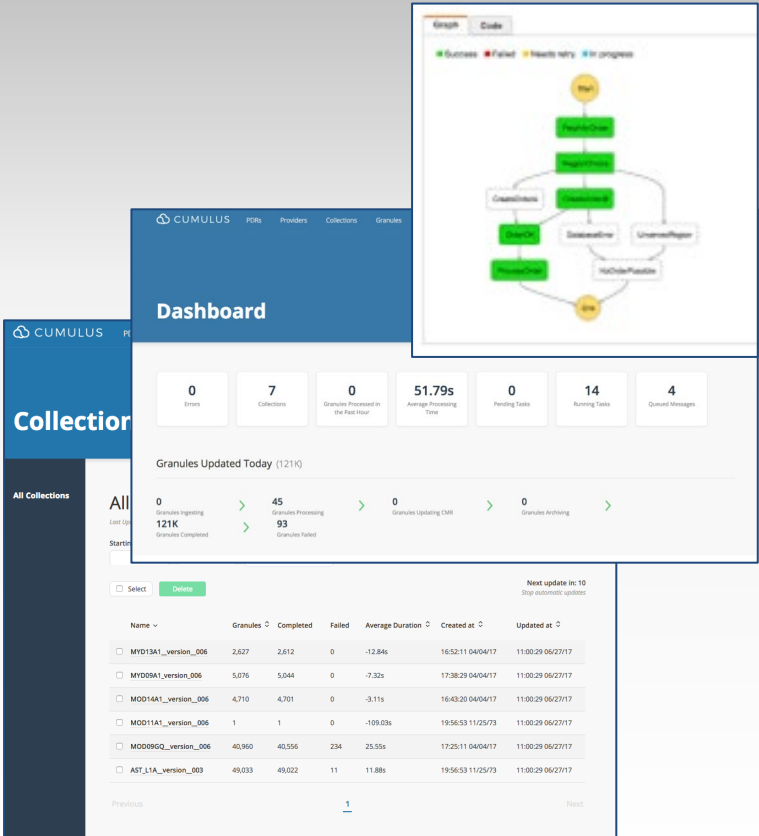 Graph Code
Success Failed Needs retry In progress
Start
CreateOrderB
DatabaseError UnwantedRegion
ProcessOrder NoOrderPossible
End
CUMULUS PDRs Providers Collections Granules
Dashboard
0
Errors
7
Collections
0
Granules Processed in
the Past Hour
51.79s
Average Processing
Time
0
Pending Tasks
14
Running Tasks
4
Queued Messages
Granules Updated Today (121K)
0
Granules Ingesting
45
Granules Processing
0
Granules Updating CMR
0
Granules Archiving
121K
Granules Completed
93
Granules Failed
CUMULUS
Collection
All Collections
All
Select Delete
Next update in: 10
Stop automatic updates
Name Granules Completed Failed Average Duration Created at Updated at
MYD13A1__version__006 2,627 2,612 0 -12.84s 16:52:11 04/04/17 11:00:29 06/27/17
MYD09A1_version_006 5,076 5,044 0 -7.32s 17:38:29 04/04/17 11:00:29 06/27/17
MOD14A1__version__006 4,710 4,701 0 -3.11s 16:43:20 04/04/17 11:00:29 06/27/17
MOD11A1__version__006 1 1 0 -109.03s 19:56:53 11/25/73 11:00:29 06/27/17
MOD09GQ__version__006 40,960 40,556 234 25.55s 17:25:11 04/04/17 11:00:29 06/27/17
AST_L1A__version__003 49,033 49,022 11 11.88s 19:56:53 11/25/73 11:00:29 06/27/17
Previous 1 Next